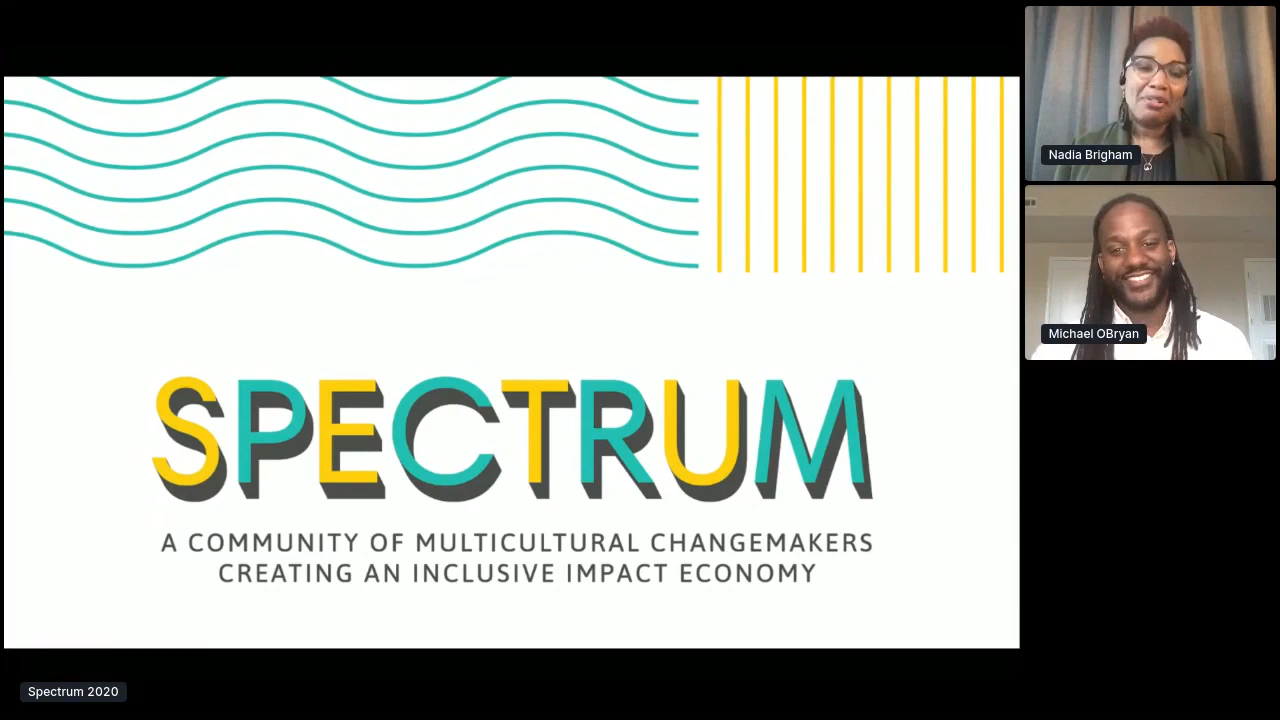 SPECTRUM
A COMMUNITY OF MULTICULTURAL CHANGEMAKERS
CREATING AN INCLUSIVE IMPACT ECONOMY
Nadia Brigham
Michael OBryan
Spectrum 2020